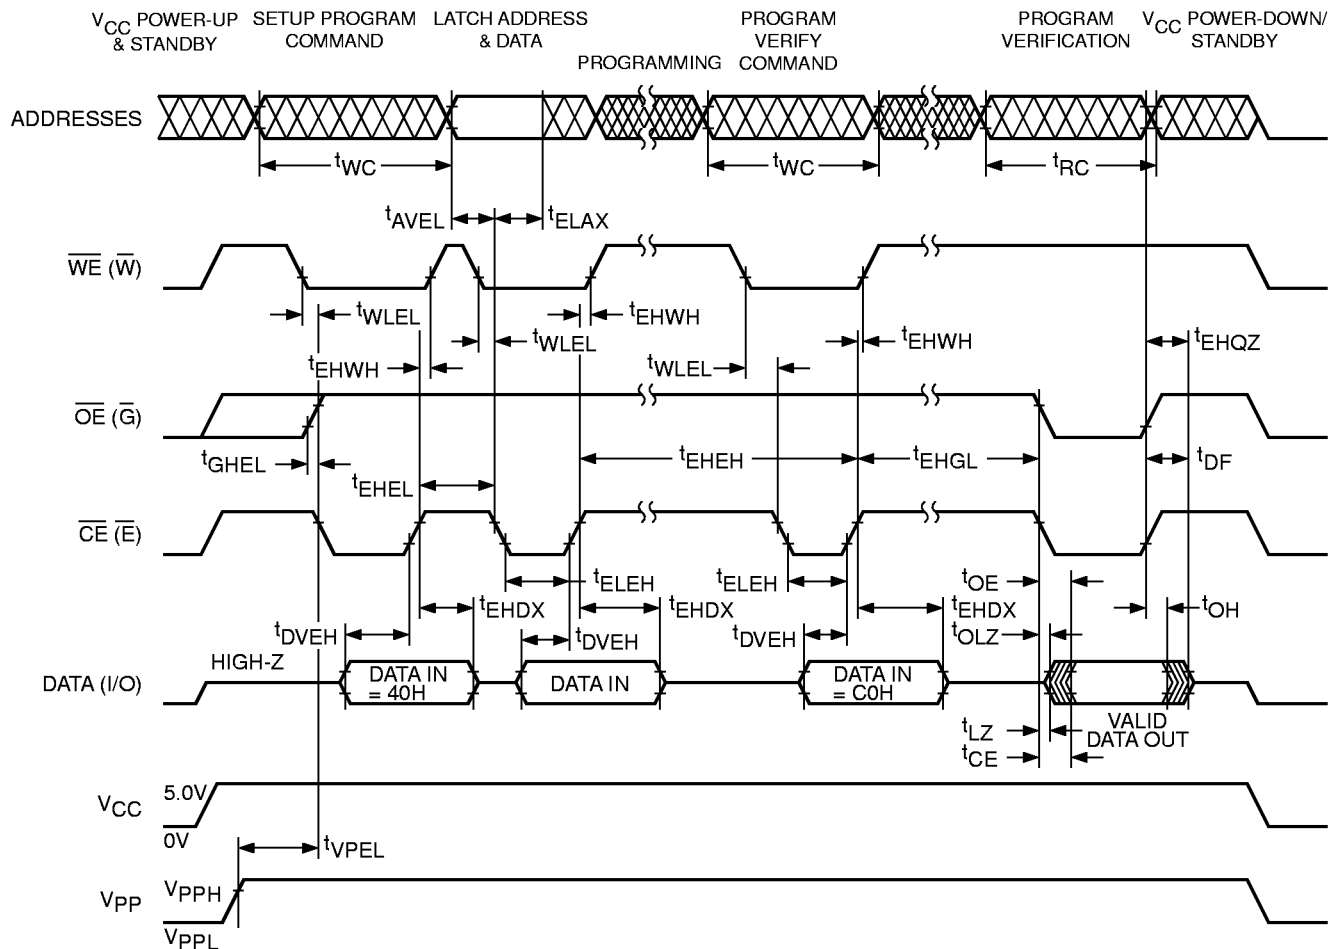 VCC POWER-UP & STANDBY
SETUP PROGRAM COMMAND
LATCH ADDRESS & DATA
PROGRAMMING
PROGRAM VERIFY COMMAND
PROGRAM VERIFICATION
VCC POWER-DOWN/ STANDBY
ADDRESSES
tWC
tWC
tRC
tAVEL
tELAX
WE (W)
tWLEL
tEHWH
tWLEL
tEHWH
tEHWH
tWLEL
tEHQZ
OE (G)
tGHEL
tEHEH
tEHGL
tDF
tEHEL
CE (E)
tELEH
tELEH
tOE
tEHDX
tEHDX
tEHDX
tOH
tDVEH
tDVEH
tDVEH
tOLZ
HIGH-Z
DATA (I/O)
DATA IN = 40H
DATA IN
DATA IN = C0H
VALID DATA OUT
tLZ
tCE
VCC
5.0V
0V
tVPEL
VPP
VPPH
VPPL